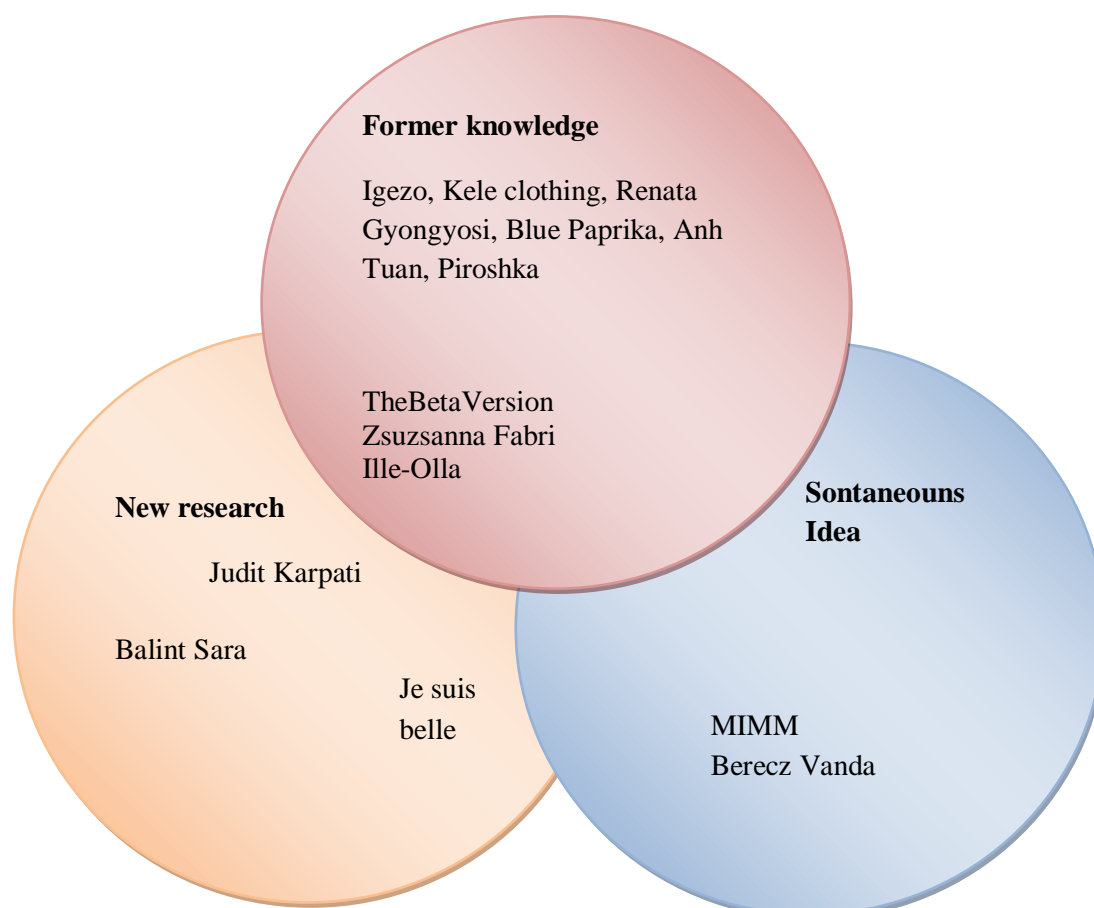 Former knowledge
Igezo, Kele clothing, Renata
Gyongyosi, Blue Paprika, Anh
Tuan, Piroshka
TheBetaVersion
Zsuzsanna Fabri
Ille-Olla
New research
Judit Karpati
Balint Sara
Je suis
belle
Sontaneouns
Idea
MIMM
Berecz Vanda